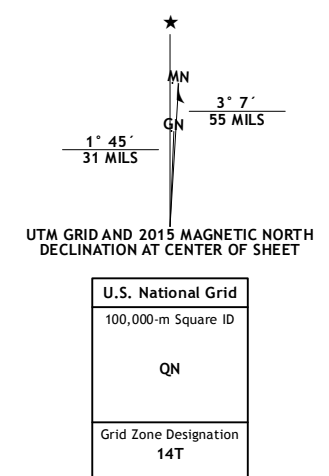 ★
MN
3° 7´
55 MILS
GN
1° 45´
31 MILS
UTM GRID AND 2015 MAGNETIC NORTH
DECLINATION AT CENTER OF SHEET
U.S. National Grid
100,000-m Square ID
QN
Grid Zone Designation
14T